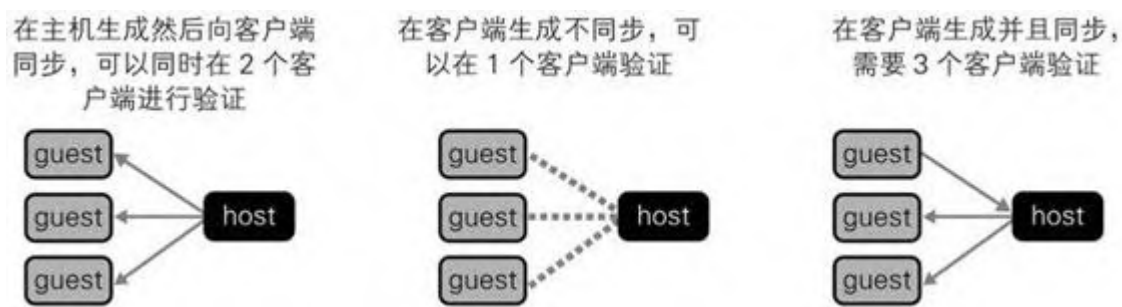 在主机生成然后向客户端
同步，可以同时在 2 个客
户端进行验证
guest
guest
guest
host
在客户端生成不同步，可
以在 1 个客户端验证
guest
guest
guest
host
在客户端生成并且同步，
需要 3 个客户端验证
guest
guest
guest
host